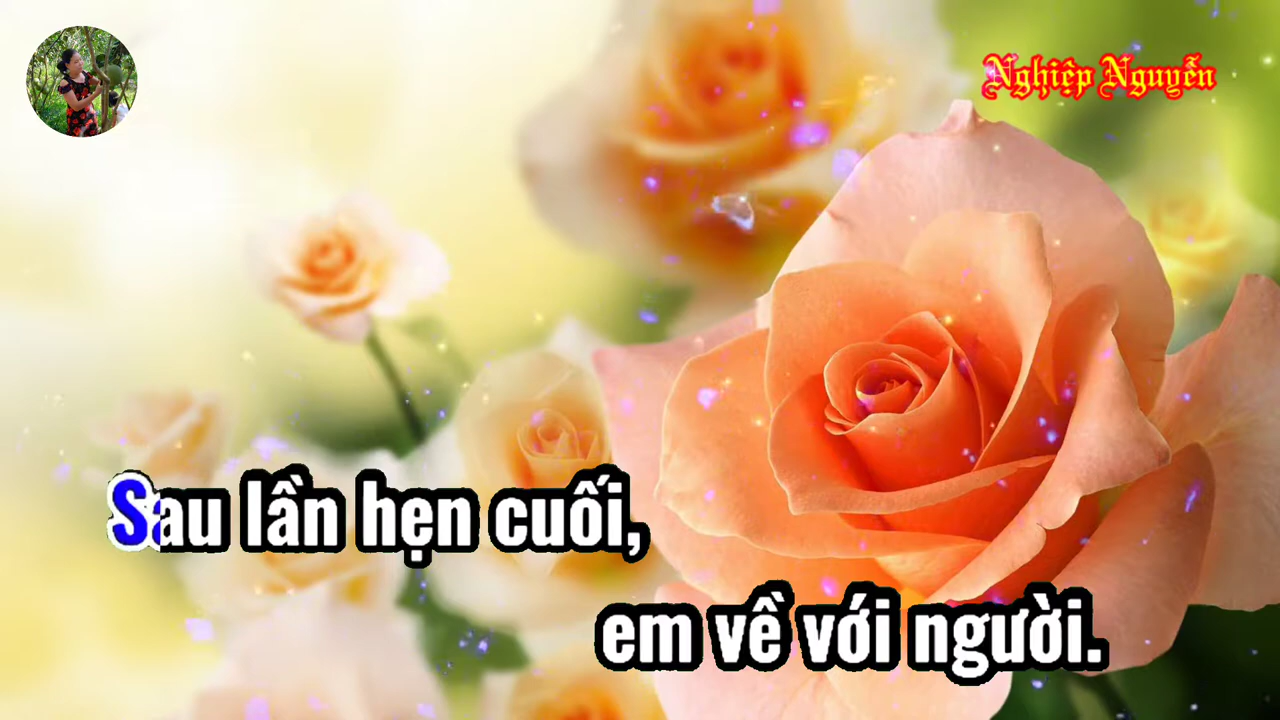 Nghiệp Nguyễn
Sau lần hẹn cuối,
em về với người.